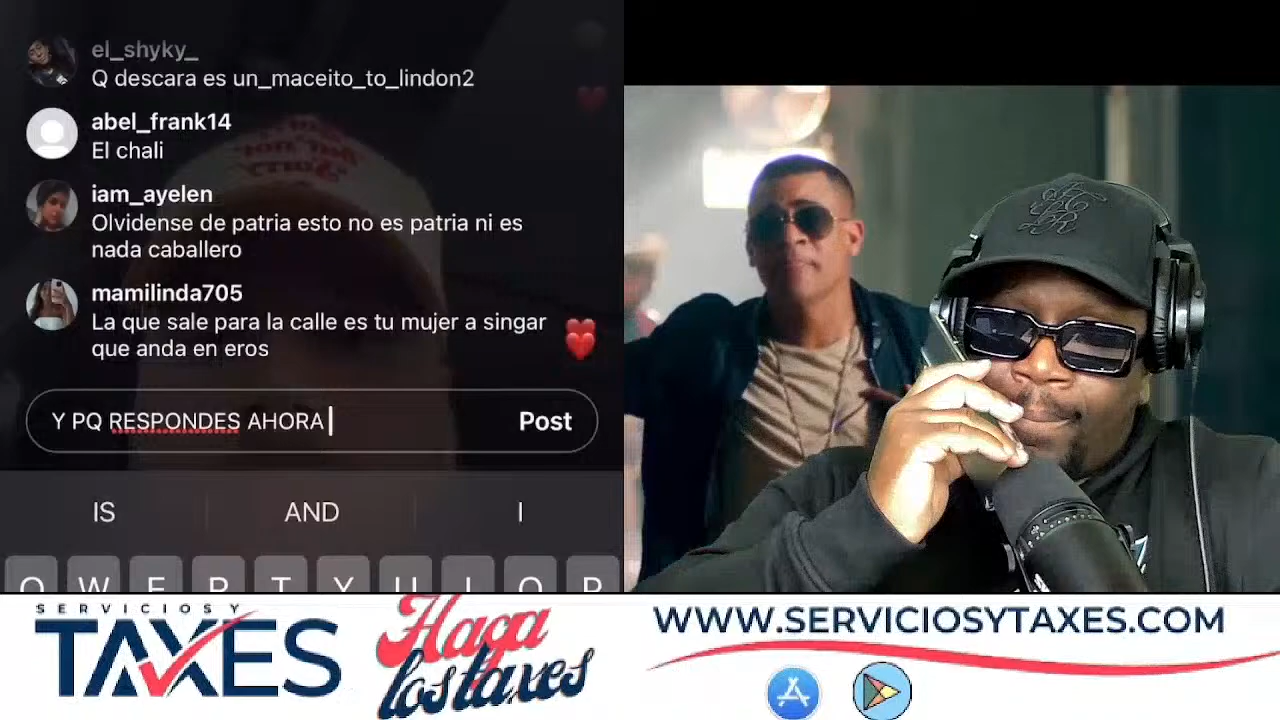 el_shyky_
Q descara es un_maceito_to_lindon2
abel_frank14
El chali
iam_ayelen
Olvidense de patria esto no es patria ni es
nada caballero
mamilinda705
La que sale para la calle es tu mujer a singar
que anda en eros
Y PQ RESPONDES AHORA
Post
IS
AND
I
Q W E R T Y U I O P
SERVICIOS Y
TAXES
Haga
los taxes
WWW.SERVICIOSYTAXES.COM